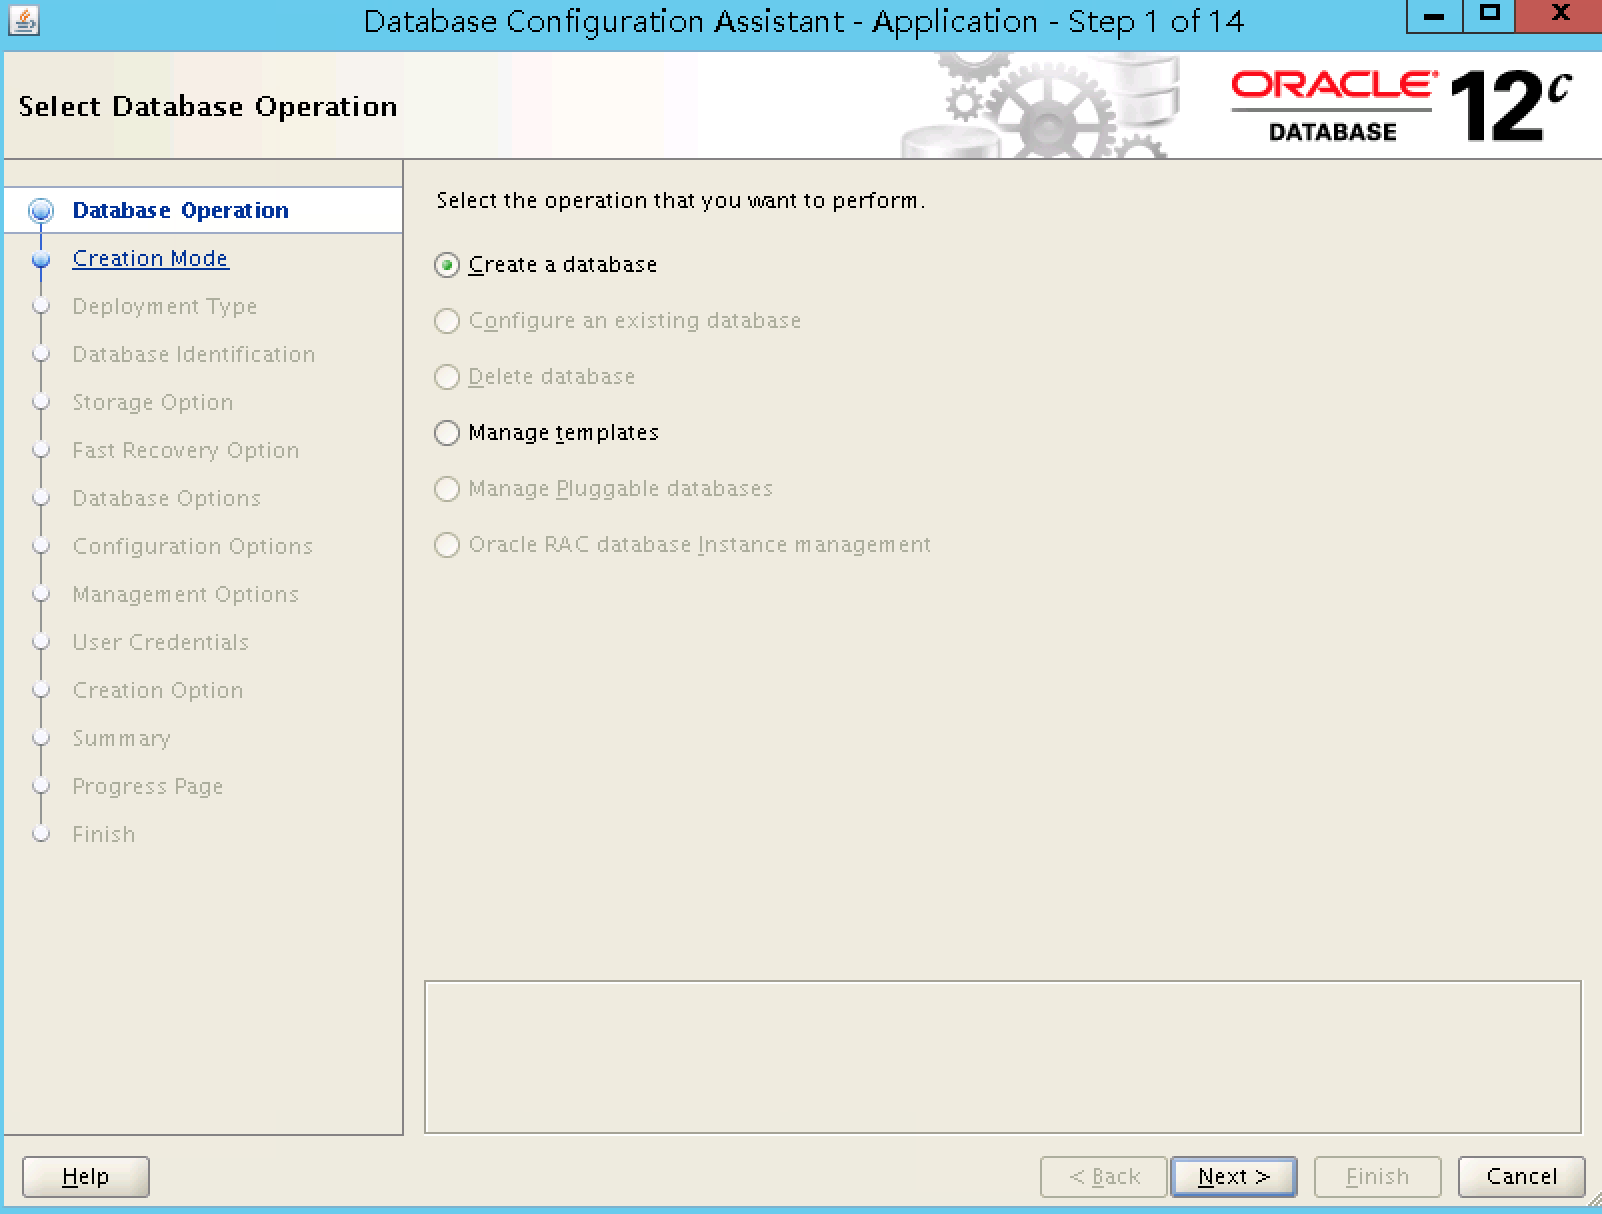 Database Configuration Assistant - Application - Step 1 of 14
Select Database Operation
ORACLE
DATABASE
12c
Database Operation
Creation Mode
Deployment Type
Database Identification
Storage Option
Fast Recovery Option
Database Options
Configuration Options
Management Options
User Credentials
Creation Option
Summary
Progress Page
Finish
Select the operation that you want to perform.
Create a database
Configure an existing database
Delete database
Manage templates
Manage Pluggable databases
Oracle RAC database Instance management
Help
< Back
Next >
Finish
Cancel